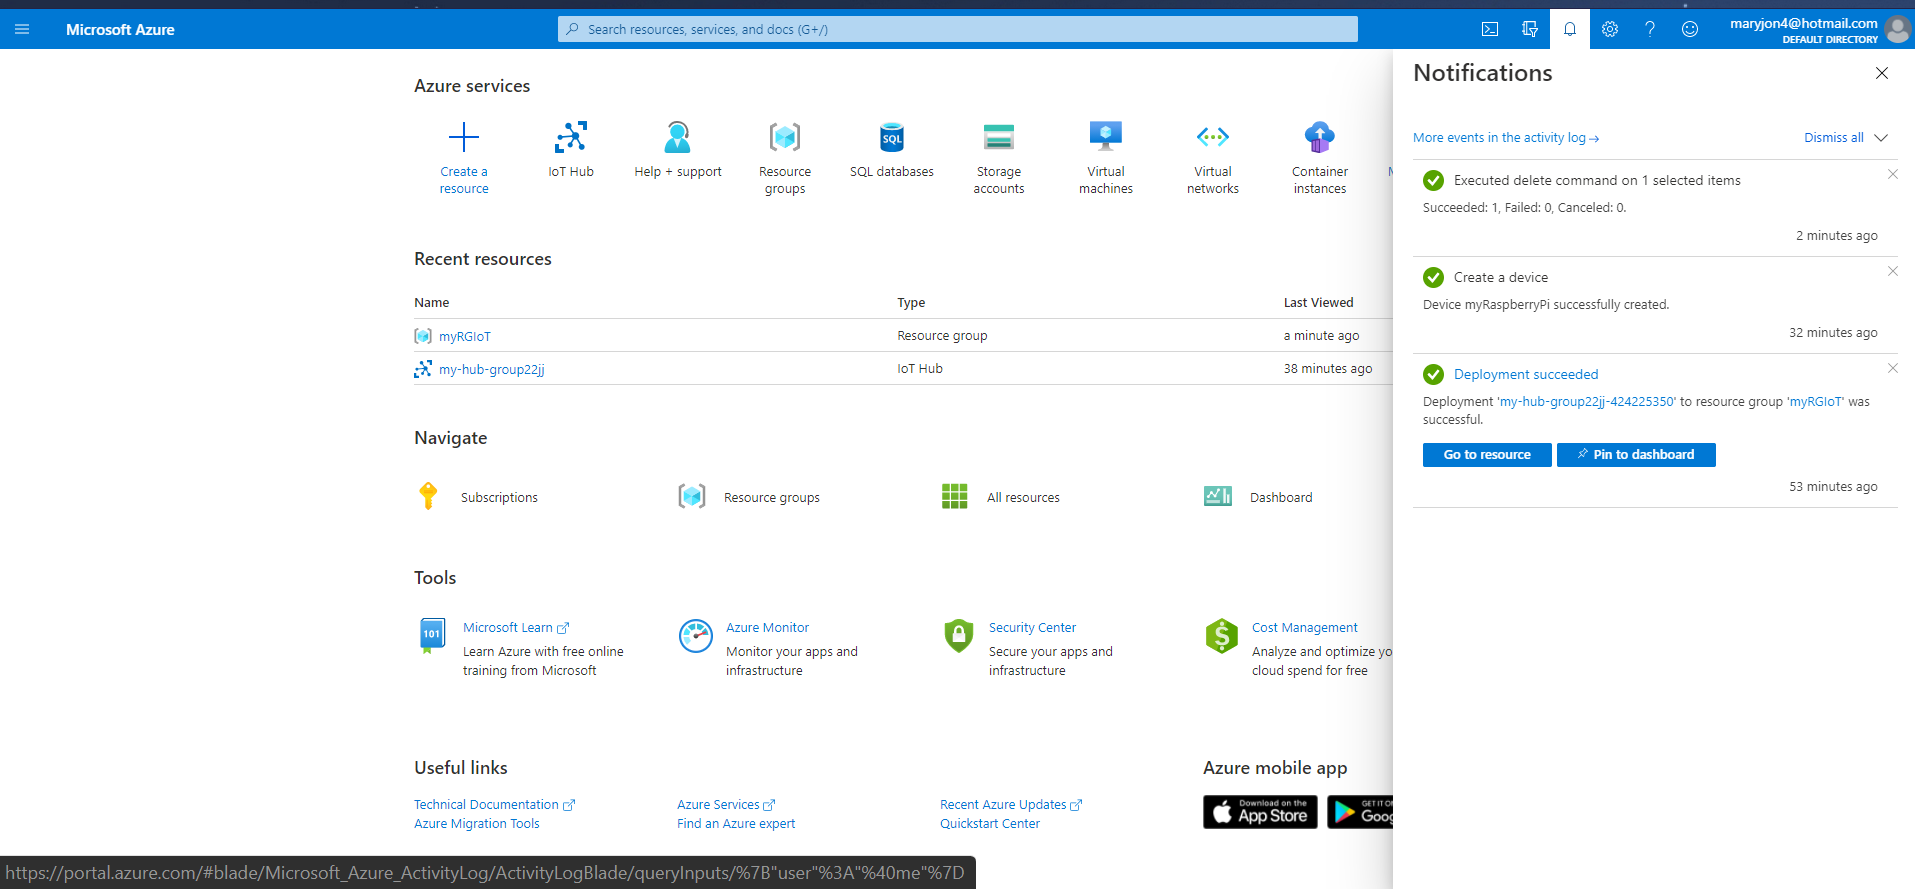 Microsoft Azure
Search resources, services, and docs (G+/)
maryjon4@hotmail.com
DEFAULT DIRECTORY
Azure services
Create a resource
IoT Hub
Help + support
Resource groups
SQL
SQL databases
Storage accounts
Virtual machines
Virtual networks
Container instances
Recent resources
Name Type Last Viewed
myRGIoT Resource group a minute ago
my-hub-group22jj IoT Hub 38 minutes ago
Navigate
Subscriptions Resource groups All resources Dashboard
Tools
101
Microsoft Learn
Learn Azure with free online
training from Microsoft
Azure Monitor
Monitor your apps and
infrastructure
Security Center
Secure your apps and
infrastructure
Cost Management
Analyze and optimize yo
cloud spend for free
Useful links
Technical Documentation Azure Services Recent Azure Updates
Azure Migration Tools Find an Azure expert Quickstart Center
Azure mobile app
Download on the
App Store
GET IT O
Goog
Notifications
More events in the activity log→ Dismiss all
Executed delete command on 1 selected items
Succeeded: 1, Failed: 0, Canceled: 0.
2 minutes ago
Create a device
Device myRaspberryPi successfully created.
32 minutes ago
Deployment succeeded
Deployment 'my-hub-group22jj-424225350' to resource group 'myRGIoT' was
successful.
Go to resource Pin to dashboard
53 minutes ago
https://portal.azure.com/#blade/Microsoft_Azure_ActivityLog/ActivityLogBlade/queryInputs/%7B"user"%3A"%40me"%7D